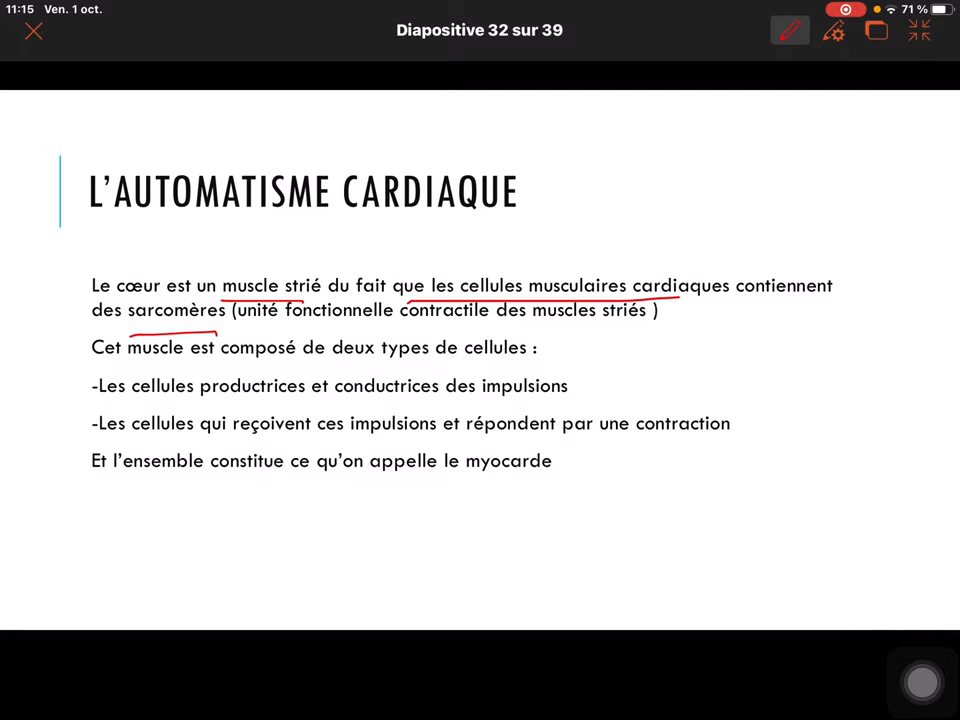 11:15 Ven. 1 oct. 71 %
Diapositive 32 sur 39
L'AUTOMATISME CARDIAQUE
Le cœur est un muscle strié du fait que les cellules musculaires cardiaques contiennent
des sarcomères (unité fonctionnelle contractile des muscles striés )
Cet muscle est composé de deux types de cellules :
-Les cellules productrices et conductrices des impulsions
-Les cellules qui reçoivent ces impulsions et répondent par une contraction
Et l'ensemble constitue ce qu'on appelle le myocarde